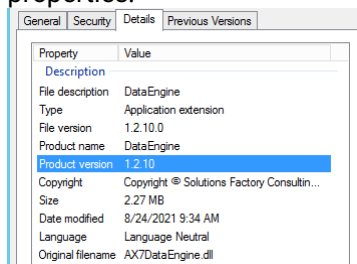 properties.
General Security Details Previous Versions
Property Value
Description
File description DataEngine
Type Application extension
File version 1.2.10.0
Product name DataEngine
Product version 1.2.10
Copyright Copyright © Solutions Factory Consultin...
Size 2.27 MB
Date modified 8/24/2021 9:34 AM
Language Language Neutral
Original filename AX7DataEngine.dll